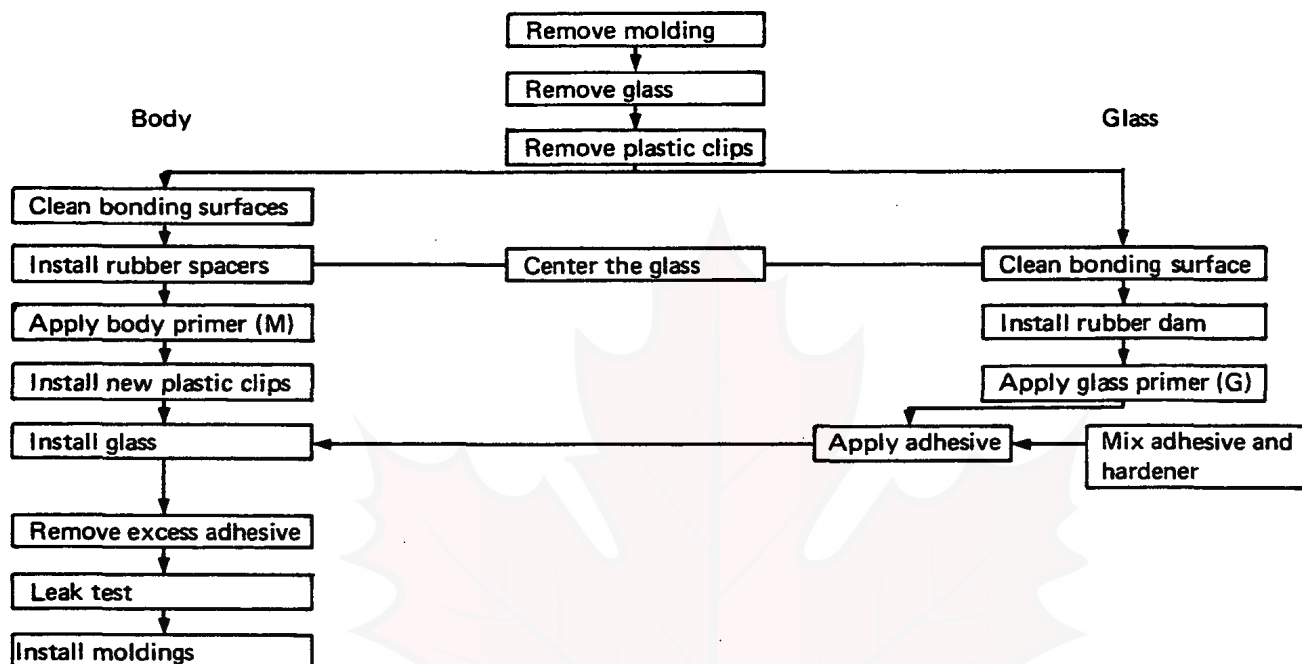 Remove molding
Remove glass
Body
Glass
Remove plastic clips
Clean bonding surfaces
Install rubber spacers
Center the glass
Clean bonding surface
Apply body primer (M)
Install rubber dam
Install new plastic clips
Apply glass primer (G)
Install glass
Apply adhesive
Mix adhesive and
hardener
Remove excess adhesive
Leak test
Install moldings